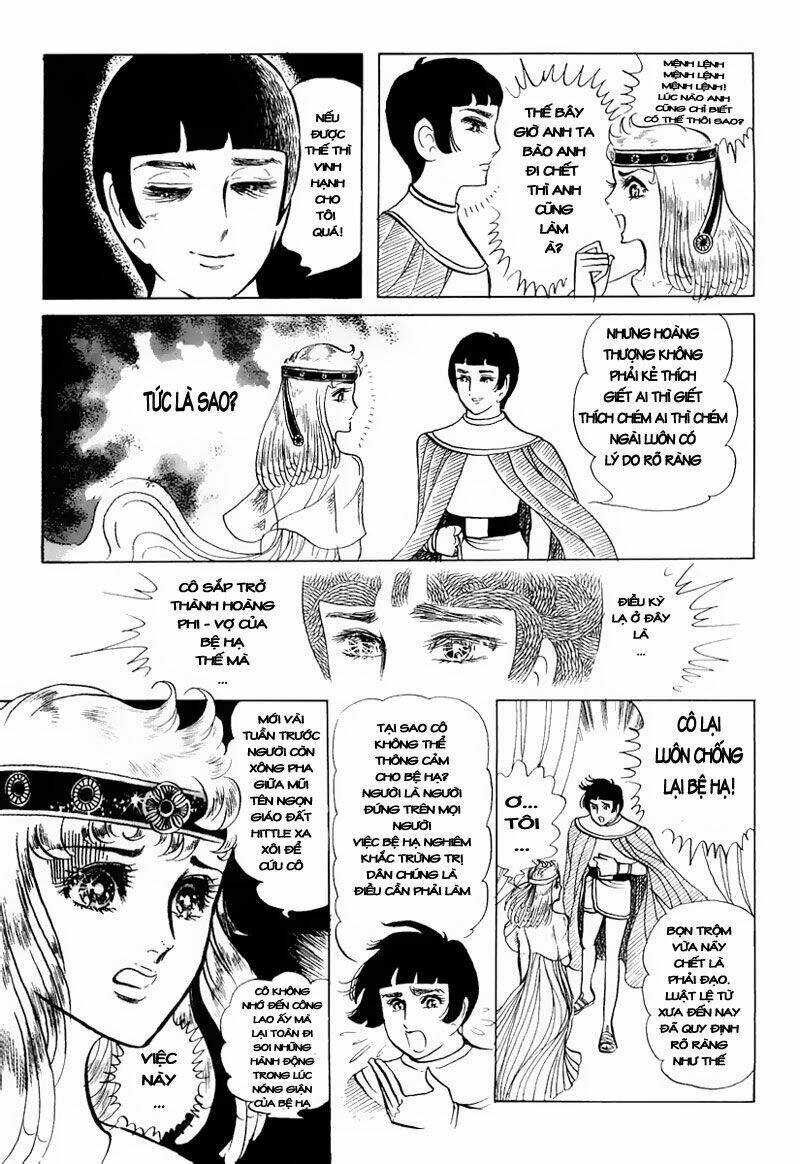 MỆNH LỆNH
MỆNH LỆNH
MỆNH LỆNH!
LÚC NÀO ANH
CŨNG CHỈ BIẾT
CÓ THẾ THÔI SAO?
THẾ BÂY
GIỜ ANH TA
BẢO ANH
ĐI CHẾT
THÌ ANH
CŨNG
LÀM
À?
NẾU
ĐƯỢC
THẾ THÌ
VINH
HẠNH
CHO
TÔI
QUÁ!
NHƯNG HOÀNG
THƯỢNG KHÔNG
PHẢI KẺ THÍCH
GIẾT AI THÌ GIẾT
THÍCH CHÉM AI THÌ CHÉM
NGÀI LUÔN CÓ
LÝ DO RÕ RÀNG
TỨC LÀ SAO?
ĐIỀU KỲ
LẠ Ở ĐÂY
LÀ
...
CÔ SẮP TRỞ
THÀNH HOÀNG
PHI - VỢ CỦA
BỆ HẠ
THẾ MÀ
...
CÔ LẠI
LUÔN CHỐNG
LẠI BỆ HẠ!
Ơ...
TÔI
...
BỌN TRỘM
VỪA NÃY
CHẾT LÀ
PHẢI ĐẠO.
LUẬT LỆ TỪ
XƯA ĐẾN NAY
ĐÃ QUY ĐỊNH
RÕ RÀNG
NHƯ THẾ
TẠI SAO CÔ
KHÔNG THỂ
THÔNG CẢM
CHO BỆ HẠ?
NGƯỜI LÀ NGƯỜI
ĐỨNG TRÊN MỌI
NGƯỜI
VIỆC BỆ HẠ NGHIÊM
KHẮC TRỪNG TRỊ
DÂN CHÚNG LÀ
ĐIỀU CẦN PHẢI LÀM
MỚI VÀI
TUẦN TRƯỚC
NGƯỜI CÒN
XÔNG PHA
GIỮA MŨI
TÊN NGỌN
GIÁO ĐẤT
HITTLE XA
XÔI ĐỂ
CỨU CÔ
CÔ KHÔNG
NHỚ ĐẾN CÔNG
LAO ẤY MÀ
LẠI TOÀN ĐI
SOI NHỮNG
HÀNH ĐỘNG
TRONG LÚC
NÓNG GIẬN
CỦA BỆ HẠ
VIỆC
NÀY
...